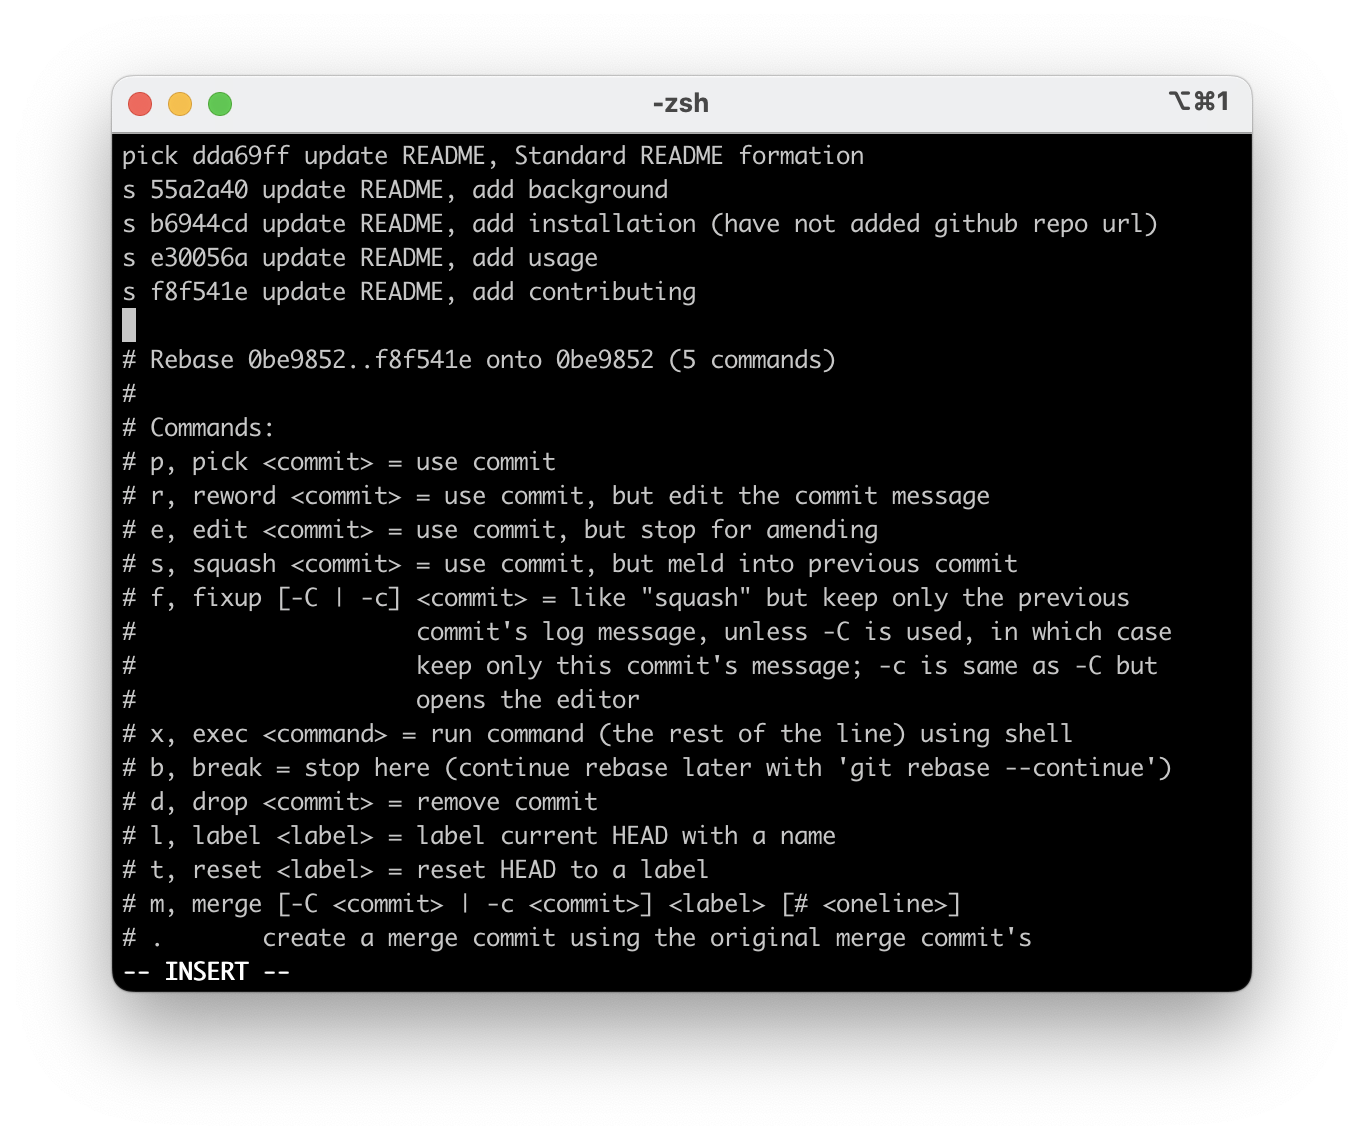 -zsh
⌥⌘1
pick dda69ff update README, Standard README formation
s 55a2a40 update README, add background
s b6944cd update README, add installation (have not added github repo url)
s e30056a update README, add usage
s f8f541e update README, add contributing
# Rebase 0be9852..f8f541e onto 0be9852 (5 commands)
#
# Commands:
# p, pick <commit> = use commit
# r, reword <commit> = use commit, but edit the commit message
# e, edit <commit> = use commit, but stop for amending
# s, squash <commit> = use commit, but meld into previous commit
# f, fixup [-C | -c] <commit> = like "squash" but keep only the previous
#                    commit's log message, unless -C is used, in which case
#                    keep only this commit's message; -c is same as -C but
#                    opens the editor
# x, exec <command> = run command (the rest of the line) using shell
# b, break = stop here (continue rebase later with 'git rebase --continue')
# d, drop <commit> = remove commit
# l, label <label> = label current HEAD with a name
# t, reset <label> = reset HEAD to a label
# m, merge [-C <commit> | -c <commit>] <label> [# <oneline>]
# .       create a merge commit using the original merge commit's
-- INSERT --